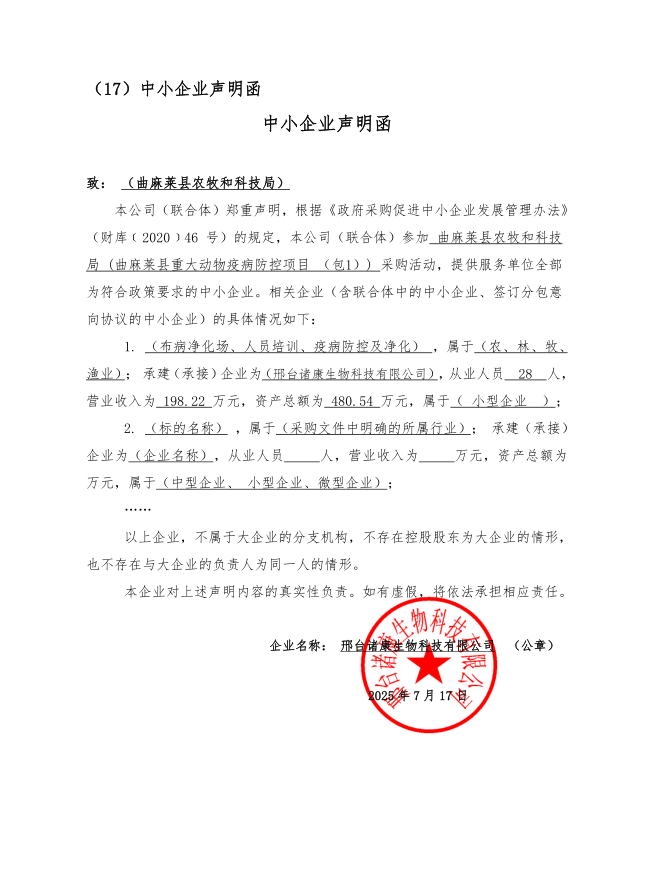 （17）中小企业声明函
中小企业声明函
致：（曲麻莱县农牧和科技局）
本公司（联合体）郑重声明，根据《政府采购促进中小企业发展管理办法》
（财库﹝2020﹞46 号）的规定，本公司（联合体）参加 曲麻莱县农牧和科技
局 (曲麻莱县重大动物疫病防控项目 （包1）) 采购活动，提供服务单位全部
为符合政策要求的中小企业。相关企业（含联合体中的中小企业、签订分包意
向协议的中小企业）的具体情况如下：
1. （布病净化场、人员培训、疫病防控及净化） ，属于（农、林、牧、
渔业）； 承建（承接）企业为（邢台诸康生物科技有限公司），从业人员 28 人，
营业收入为 198.22 万元，资产总额为 480.54 万元，属于（ 小型企业 ）；
2. （标的名称） ，属于（采购文件中明确的所属行业）； 承建（承接）
企业为（企业名称），从业人员_____人，营业收入为_____万元，资产总额为
万元，属于（中型企业、 小型企业、微型企业）；
……
以上企业，不属于大企业的分支机构，不存在控股股东为大企业的情形，
也不存在与大企业的负责人为同一人的情形。
本企业对上述声明内容的真实性负责。如有虚假，将依法承担相应责任。
企业名称： 邢台诸康生物科技有限公司 （公章）
2025 年 7 月 17 日
邢台诸康生物科技有限公司